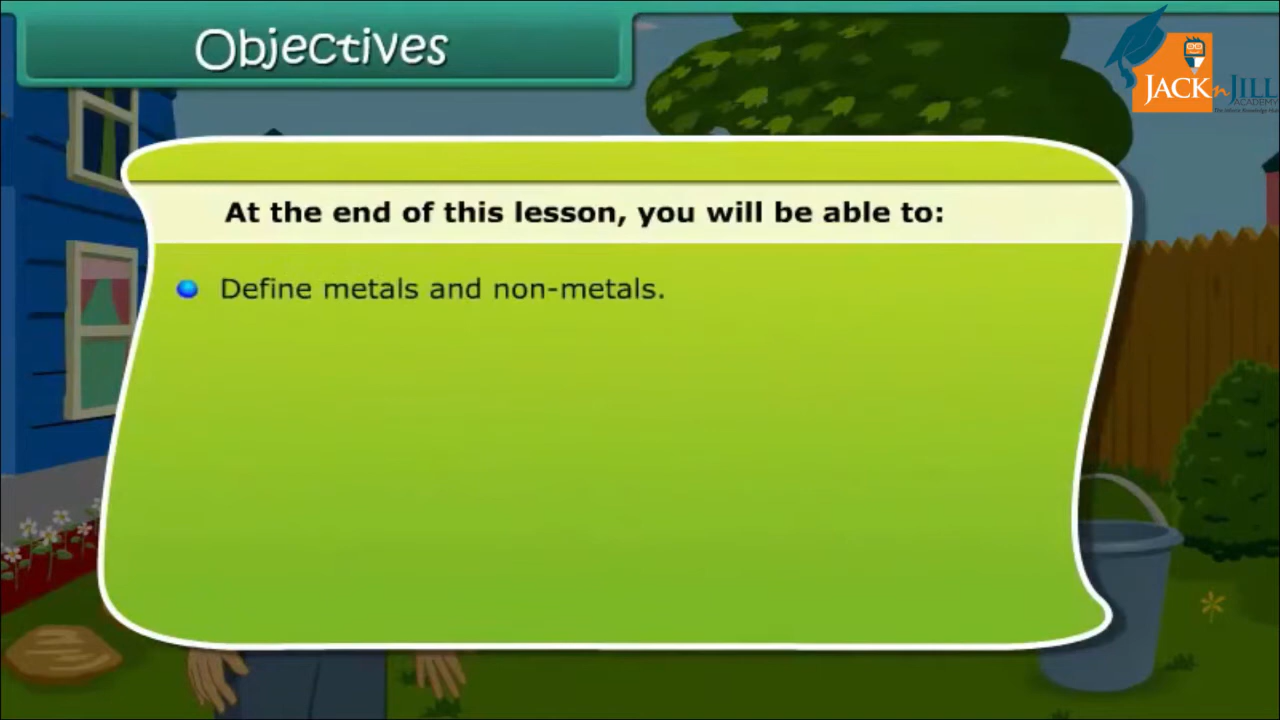 Objectives
JACK n JILL
ACADEMY
At the end of this lesson, you will be able to:
Define metals and non-metals.